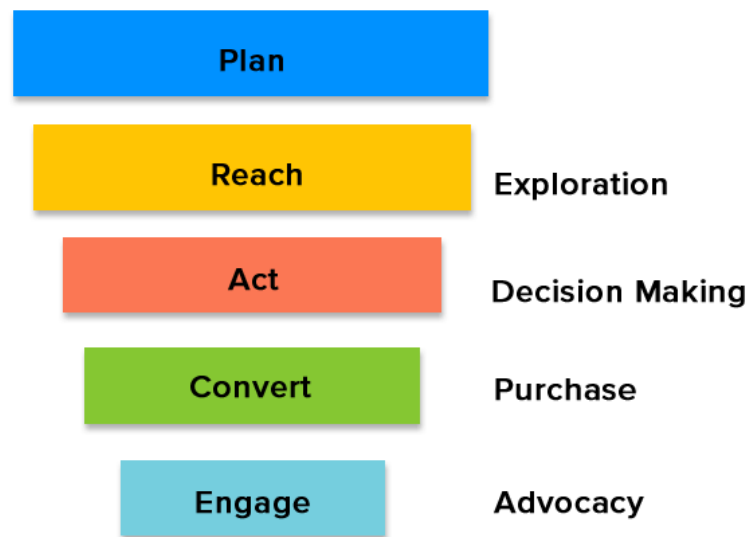 Plan
Reach
Exploration
Act
Decision Making
Convert
Purchase
Engage
Advocacy